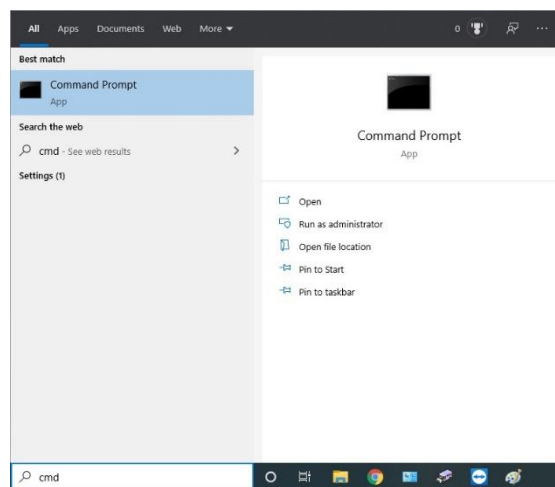 All Apps Documents Web More 0 ...
Best match
Command Prompt
App
Search the web
cmd - See web results
Settings (1)
Command Prompt
App
Open
Run as administrator
Open file location
Pin to Start
Pin to taskbar
cmd